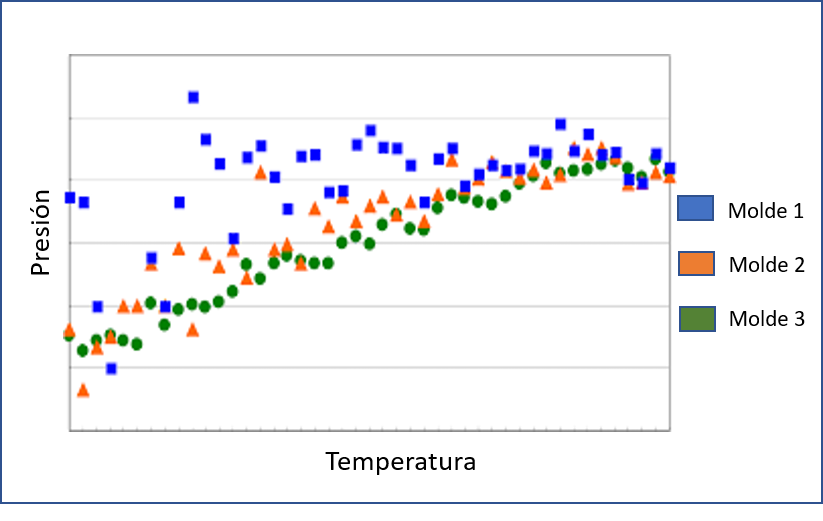 Presión
Temperatura
Molde 1
Molde 2
Molde 3